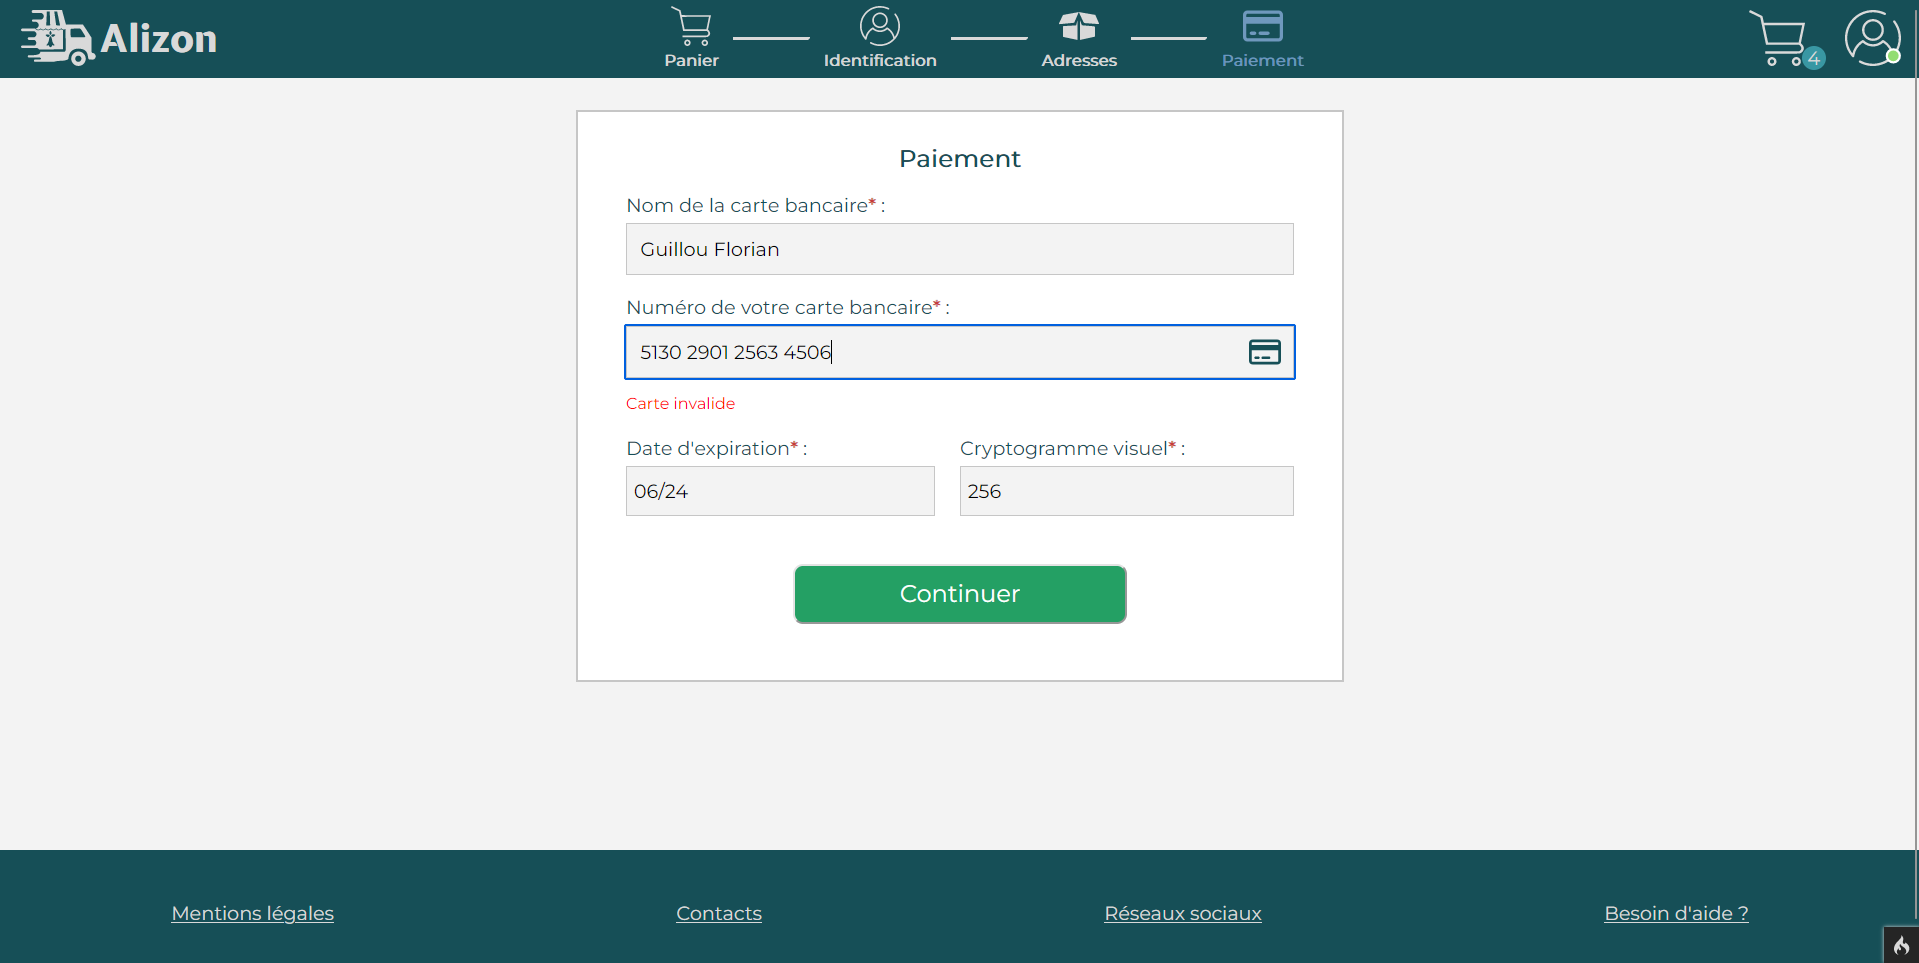 Alizon
Panier
Identification
Adresses
Paiement
4
Paiement
Nom de la carte bancaire* :
Guillou Florian
Numéro de votre carte bancaire* :
5130 2901 2563 4506
Carte invalide
Date d'expiration* :
Cryptogramme visuel* :
06/24
256
Continuer
Mentions légales
Contacts
Réseaux sociaux
Besoin d'aide ?